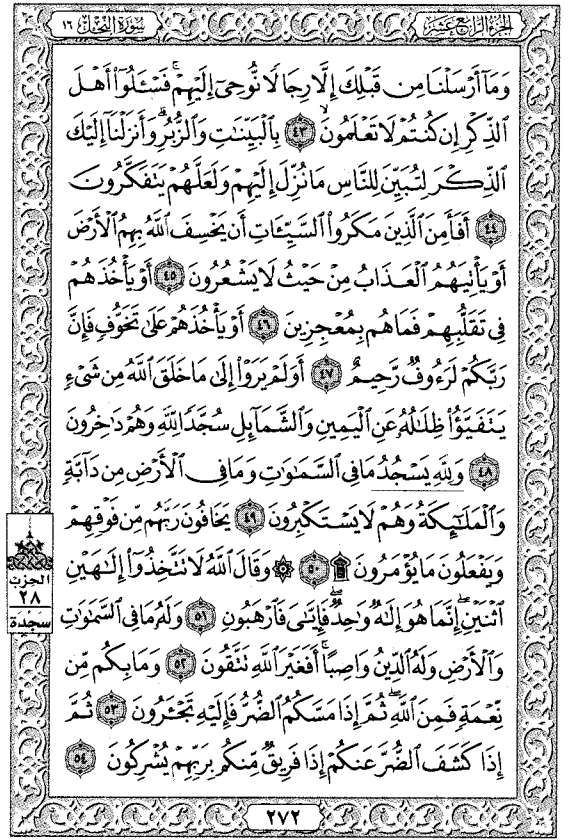 الجزء الرابع عشر
سورة النحل ١٦
وَمَآ أَرْسَلْنَا مِن قَبْلِكَ إِلَّا رِجَالًا نُّوحِىٓ إِلَيْهِمْ ۚ فَسْـَٔلُوٓا۟ أَهْلَ
ٱلذِّكْرِ إِن كُنتُمْ لَا تَعْلَمُونَ ٤٣ بِٱلْبَيِّنَـٰتِ وَٱلزُّبُرِ ۗ وَأَنزَلْنَآ إِلَيْكَ
ٱلذِّكْرَ لِتُبَيِّنَ لِلنَّاسِ مَا نُزِّلَ إِلَيْهِمْ وَلَعَلَّهُمْ يَتَفَكَّرُونَ
٤٤ أَفَأَمِنَ ٱلَّذِينَ مَكَرُوا۟ ٱلسَّيِّـَٔاتِ أَن يَخْسِفَ ٱللَّهُ بِهِمُ ٱلْأَرْضَ
أَوْ يَأْتِيَهُمُ ٱلْعَذَابُ مِنْ حَيْثُ لَا يَشْعُرُونَ ٤٥ أَوْ يَأْخُذَهُمْ
فِى تَقَلُّبِهِمْ فَمَا هُم بِمُعْجِزِينَ ٤٦ أَوْ يَأْخُذَهُمْ عَلَىٰ تَخَوُّفٍ فَإِنَّ
رَبَّكُمْ لَرَءُوفٌ رَّحِيمٌ ٤٧ أَوَلَمْ يَرَوْا۟ إِلَىٰ مَا خَلَقَ ٱللَّهُ مِن شَىْءٍ
يَتَفَيَّؤُا۟ ظِلَـٰلُهُۥ عَنِ ٱلْيَمِينِ وَٱلشَّمَآئِلِ سُجَّدًا لِّلَّهِ وَهُمْ دَٰخِرُونَ
٤٨ وَلِلَّهِ يَسْجُدُ مَا فِى ٱلسَّمَـٰوَٰتِ وَمَا فِى ٱلْأَرْضِ مِن دَآبَّةٍ
وَٱلْمَلَـٰٓئِكَةُ وَهُمْ لَا يَسْتَكْبِرُونَ ٤٩ يَخَافُونَ رَبَّهُم مِّن فَوْقِهِمْ
وَيَفْعَلُونَ مَا يُؤْمَرُونَ ۩ ٥٠ ۞ وَقَالَ ٱللَّهُ لَا تَتَّخِذُوٓا۟ إِلَـٰهَيْنِ
ٱثْنَيْنِ ۖ إِنَّمَا هُوَ إِلَـٰهٌ وَٰحِدٌ ۖ فَإِيَّـٰىَ فَٱرْهَبُونِ ٥١ وَلَهُۥ مَا فِى ٱلسَّمَـٰوَٰتِ
وَٱلْأَرْضِ وَلَهُ ٱلدِّينُ وَاصِبًا ۚ أَفَغَيْرَ ٱللَّهِ تَتَّقُونَ ٥٢ وَمَا بِكُم مِّن
نِّعْمَةٍ فَمِنَ ٱللَّهِ ۖ ثُمَّ إِذَا مَسَّكُمُ ٱلضُّرُّ فَإِلَيْهِ تَجْـَٔرُونَ ٥٣ ثُمَّ
إِذَا كَشَفَ ٱلضُّرَّ عَنكُمْ إِذَا فَرِيقٌ مِّنكُم بِرَبِّهِمْ يُشْرِكُونَ ٥٤
الحزب
٢٨
سجدة
٢٧٢